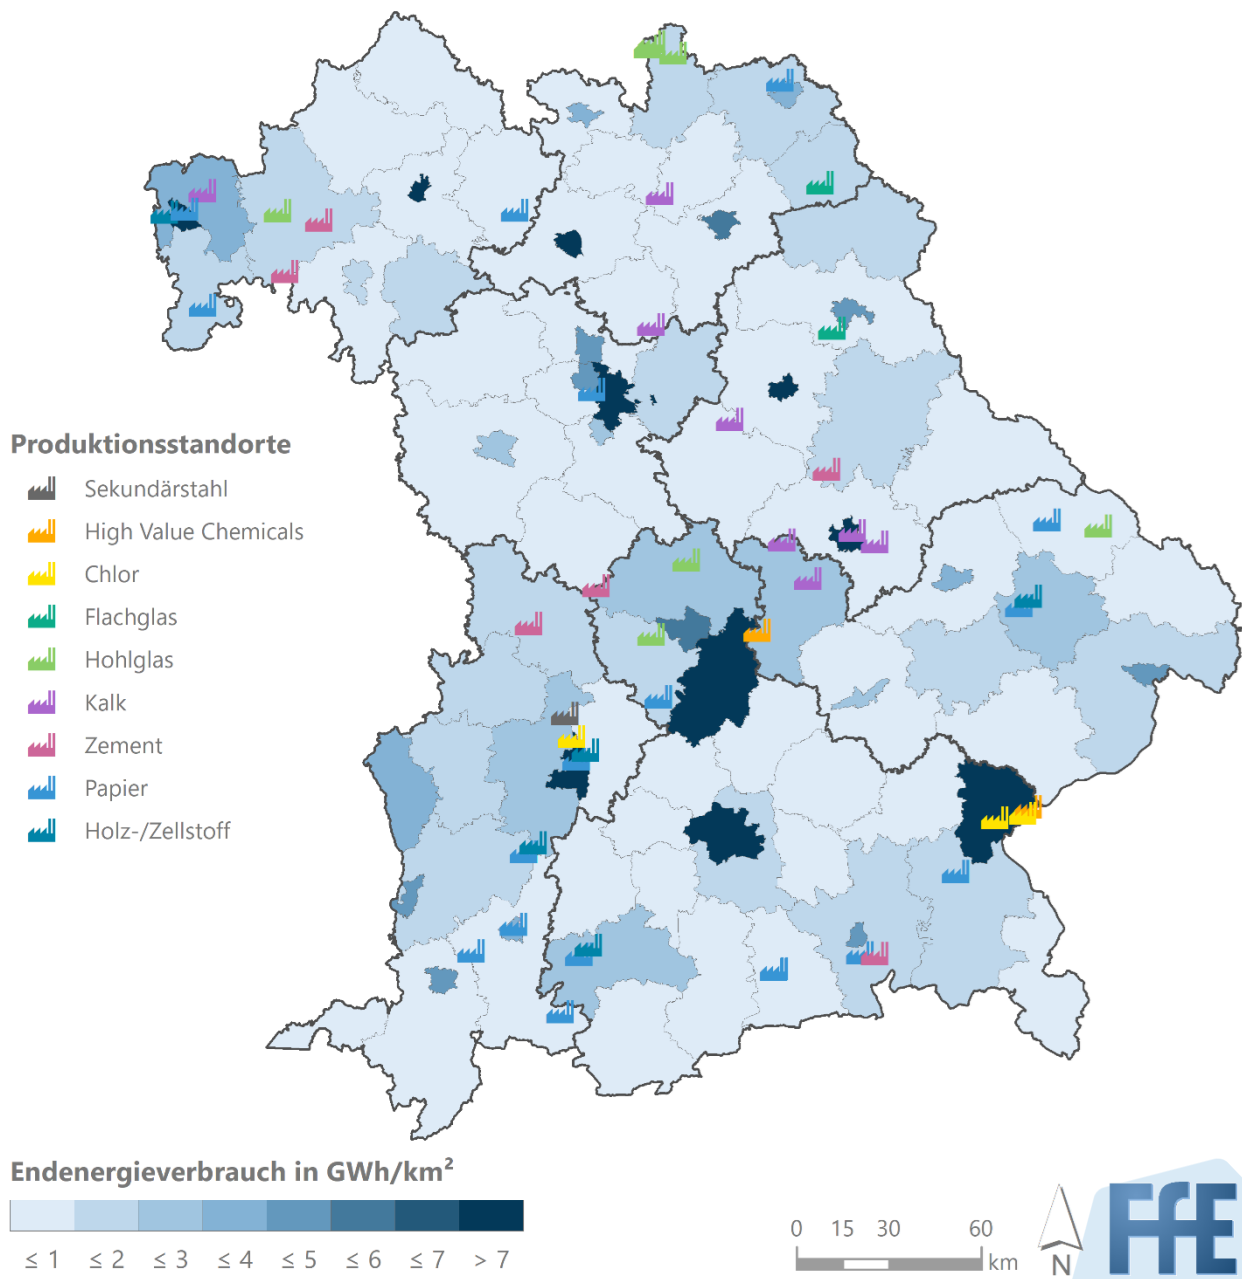 Produktionsstandorte
Sekundärstahl
High Value Chemicals
Chlor
Flachglas
Hohlglas
Kalk
Zement
Papier
Holz-/Zellstoff
Endenergieverbrauch in GWh/km²
≤ 1 ≤ 2 ≤ 3 ≤ 4 ≤ 5 ≤ 6 ≤ 7 > 7
0 15 30 60
km
N
FfE